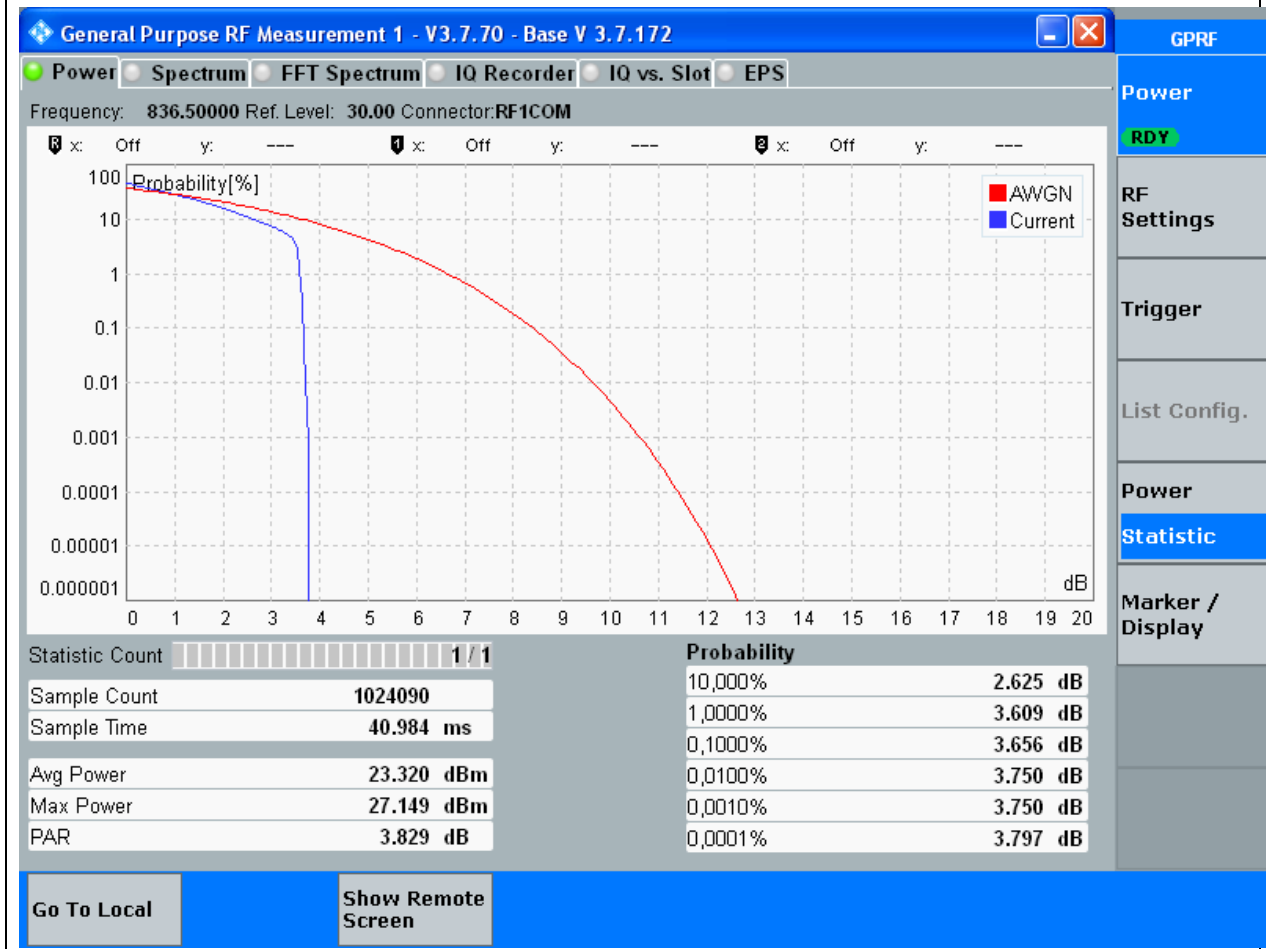 General Purpose RF Measurement 1 - V3.7.70 - Base V 3.7.172
GPRF
Power Spectrum FFT Spectrum IQ Recorder IQ vs. Slot EPS
Frequency: 836.50000 Ref. Level: 30.00 Connector:RF1COM
R x: Off y: --- 1 x: Off y: --- 2 x: Off y: ---
Probability[%]
AWGN
Current
100
10
1
0.1
0.01
0.001
0.0001
0.00001
0.000001
dB
0 1 2 3 4 5 6 7 8 9 10 11 12 13 14 15 16 17 18 19 20
Statistic Count 1 / 1
Sample Count 1024090
Sample Time 40.984 ms
Avg Power 23.320 dBm
Max Power 27.149 dBm
PAR 3.829 dB
Probability
10,000% 2.625 dB
1,0000% 3.609 dB
0,1000% 3.656 dB
0,0100% 3.750 dB
0,0010% 3.750 dB
0,0001% 3.797 dB
Power
RDY
RF
Settings
Trigger
List Config.
Power
Statistic
Marker /
Display
Go To Local
Show Remote
Screen